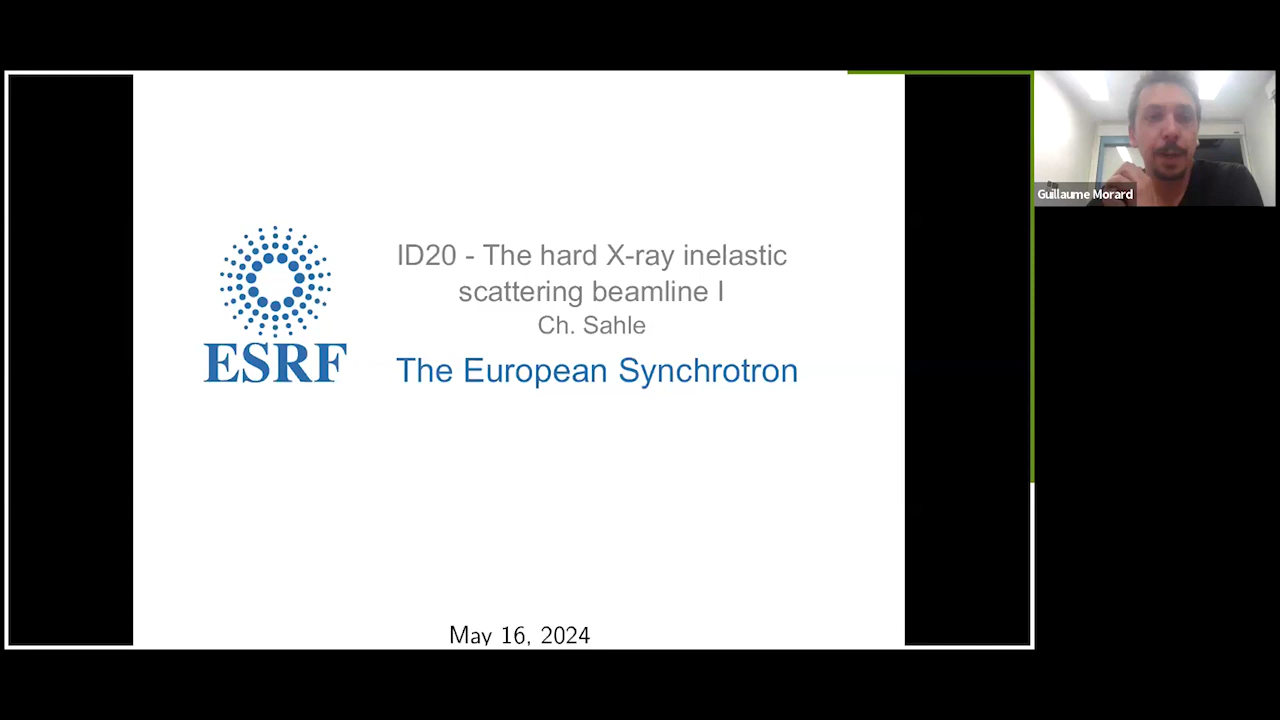 ID20 - The hard X-ray inelastic
scattering beamline I
Ch. Sahle
ESRF
The European Synchrotron
May 16, 2024
Guillaume Morard